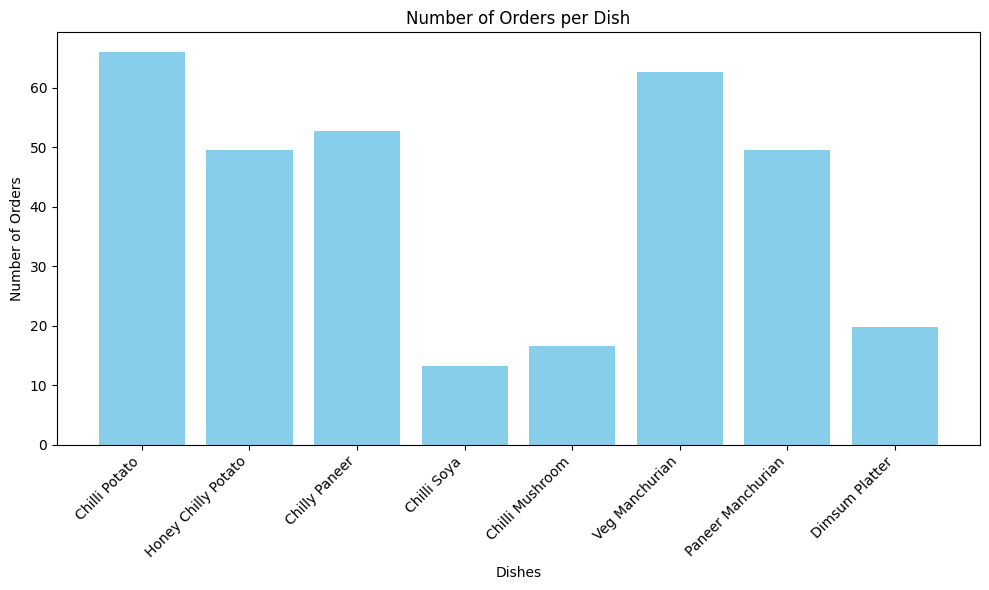 Number of Orders per Dish
Number of Orders
60
50
40
30
20
10
0
Chilli Potato
Honey Chilly Potato
Chilly Paneer
Chilli Soya
Chilli Mushroom
Veg Manchurian
Paneer Manchurian
Dimsum Platter
Dishes